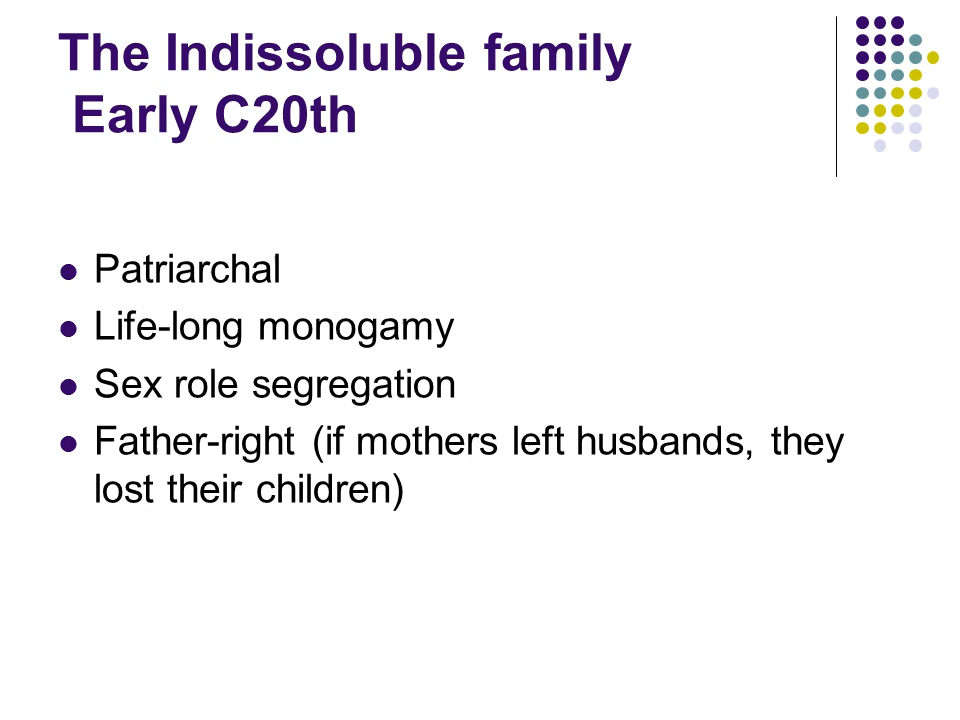 The Indissoluble family
Early C20th
Patriarchal
Life-long monogamy
Sex role segregation
Father-right (if mothers left husbands, they
lost their children)